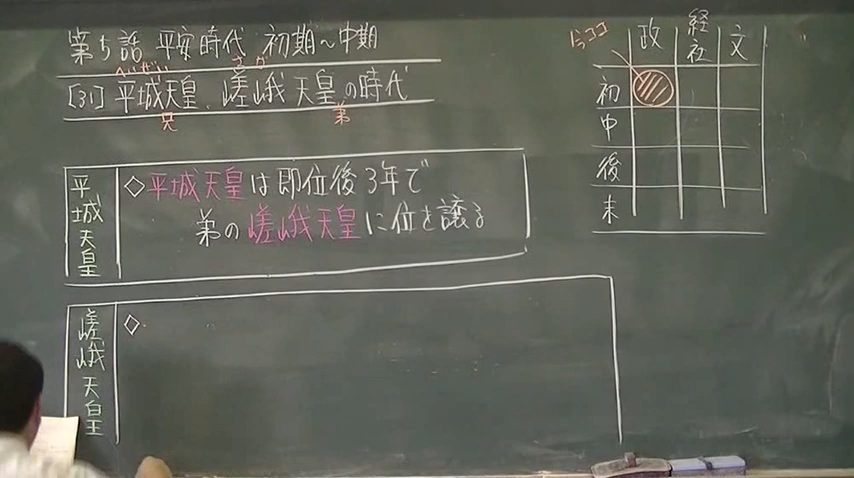 第5話 平安時代 初期～中期
へいぜい さが
[31] 平城天皇、嵯峨天皇の時代
兄 弟
平城天皇
◇平城天皇は即位後3年で
弟の嵯峨天皇に位を譲る
嵯峨天皇
◇
ココ
政 経社 文
初
中
後
末